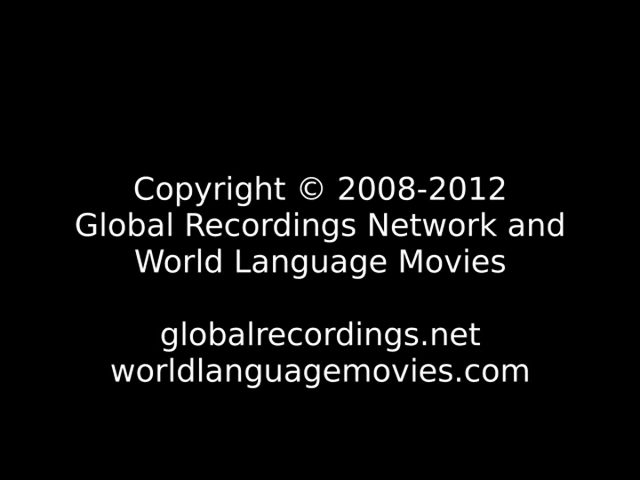 Copyright © 2008-2012
Global Recordings Network and
World Language Movies
globalrecordings.net
worldlanguagemovies.com